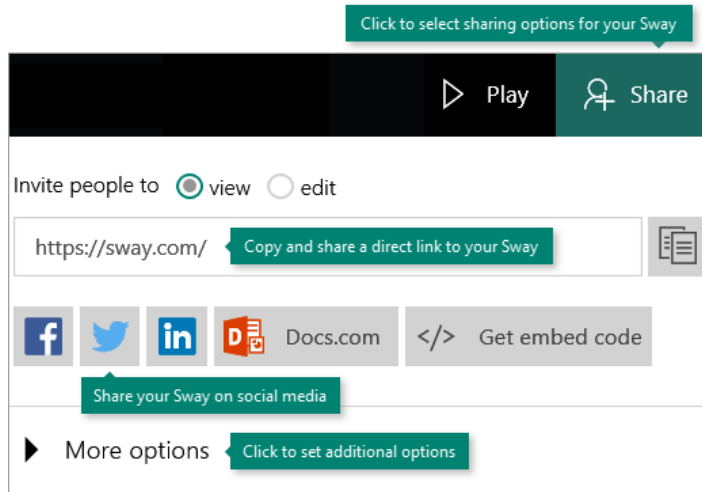 Click to select sharing options for your Sway
Play
Share
Invite people to view edit
https://sway.com/
Copy and share a direct link to your Sway
f in D Docs.com </> Get embed code
Share your Sway on social media
More options
Click to set additional options